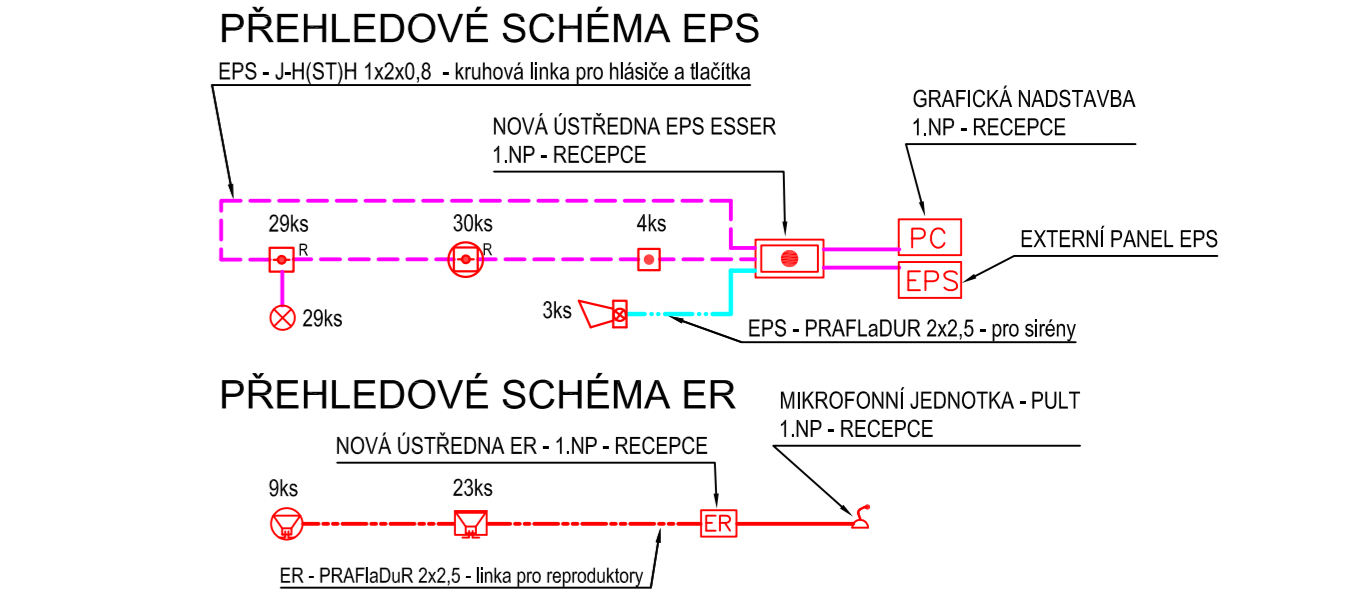 PŘEHLEDOVÉ SCHÉMA EPS
EPS - J-H(ST)H 1x2x0,8 - kruhová linka pro hlásiče a tlačítka
GRAFICKÁ NADSTAVBA
1.NP - RECEPCE
NOVÁ ÚSTŘEDNA EPS ESSER
1.NP - RECEPCE
29ks
30ks
4ks
R
R
PC
EXTERNÍ PANEL EPS
EPS
3ks
29ks
EPS - PRAFLaDUR 2x2,5 - pro sirény
PŘEHLEDOVÉ SCHÉMA ER
MIKROFONNÍ JEDNOTKA - PULT
1.NP - RECEPCE
NOVÁ ÚSTŘEDNA ER - 1.NP - RECEPCE
9ks
23ks
ER
ER - PRAFlaDuR 2x2,5 - linka pro reproduktory